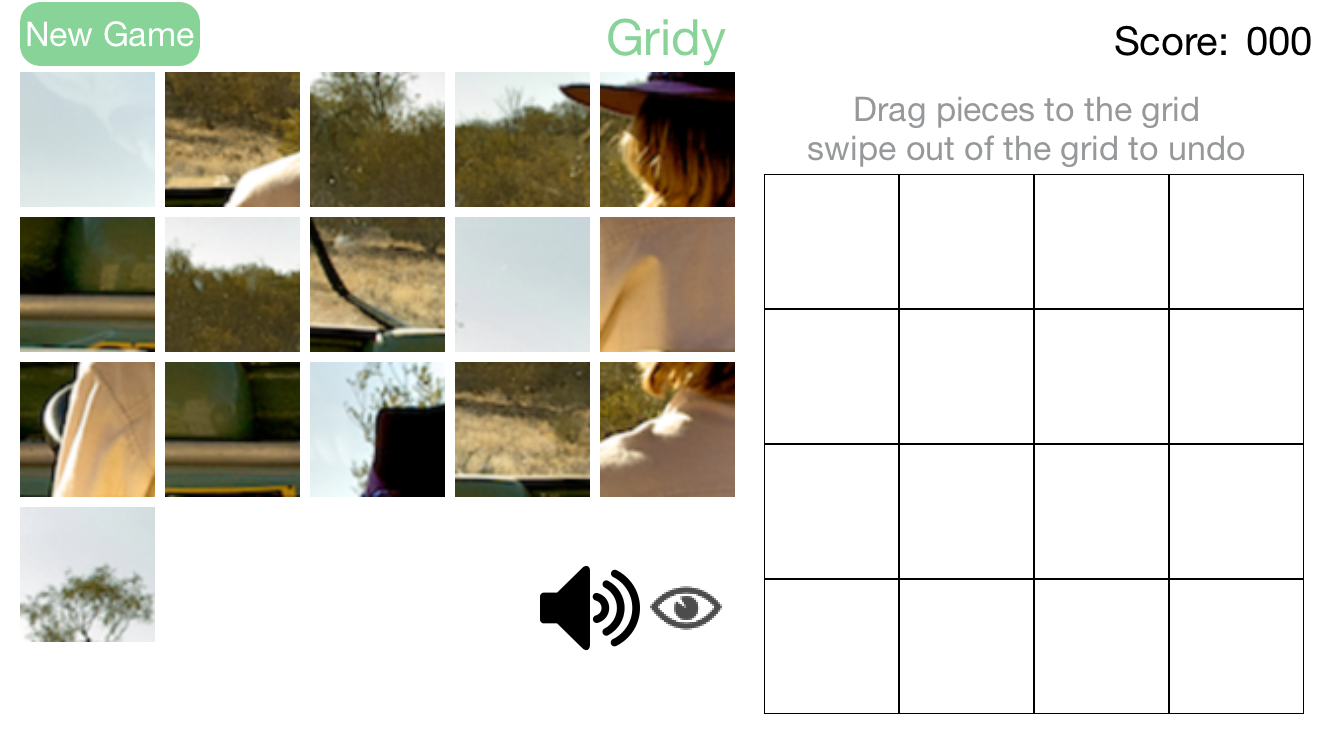 New Game
Gridy
Score: 000
Drag pieces to the grid
swipe out of the grid to undo